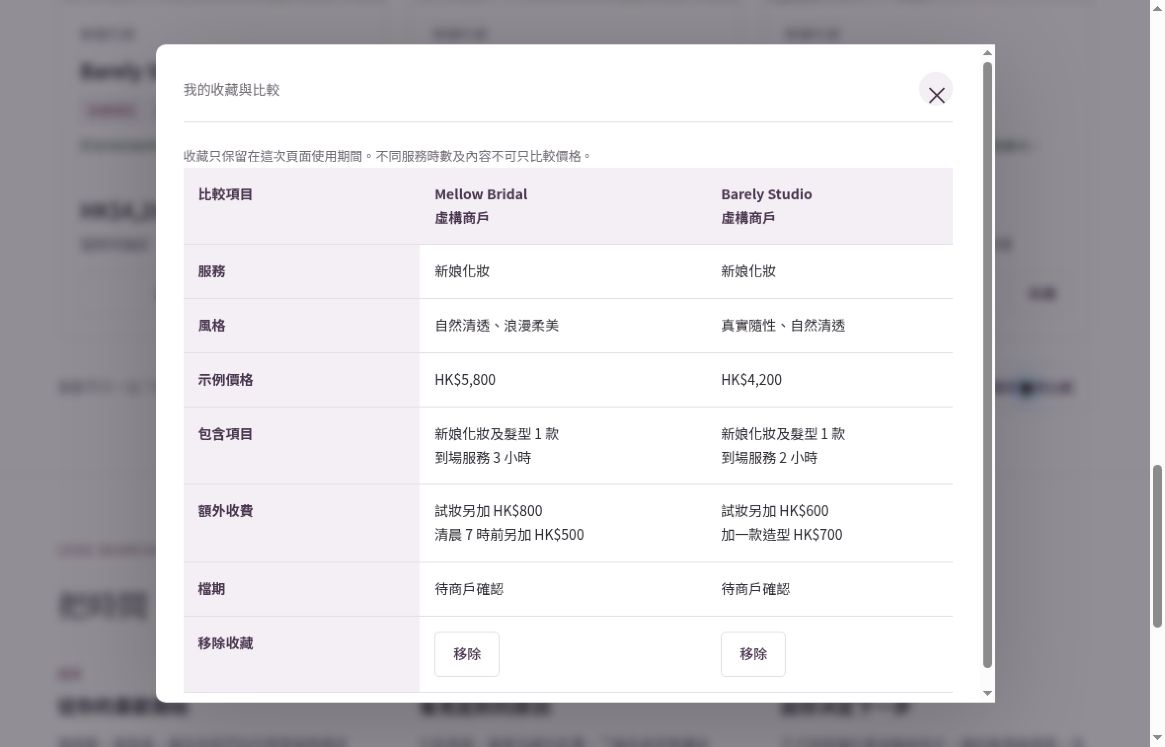 我的收藏與比較
收藏只保留在這次頁面使用期間。不同服務時數及內容不可只比較價格。
比較項目
Mellow Bridal
虛構商戶
Barely Studio
虛構商戶
服務
新娘化妝
新娘化妝
風格
自然清透、浪漫柔美
真實隨性、自然清透
示例價格
HK$5,800
HK$4,200
包含項目
新娘化妝及髮型 1 款
到場服務 3 小時
新娘化妝及髮型 1 款
到場服務 2 小時
額外收費
試妝另加 HK$800
清晨 7 時前另加 HK$500
試妝另加 HK$600
加一款造型 HK$700
檔期
待商戶確認
待商戶確認
移除收藏
移除
移除